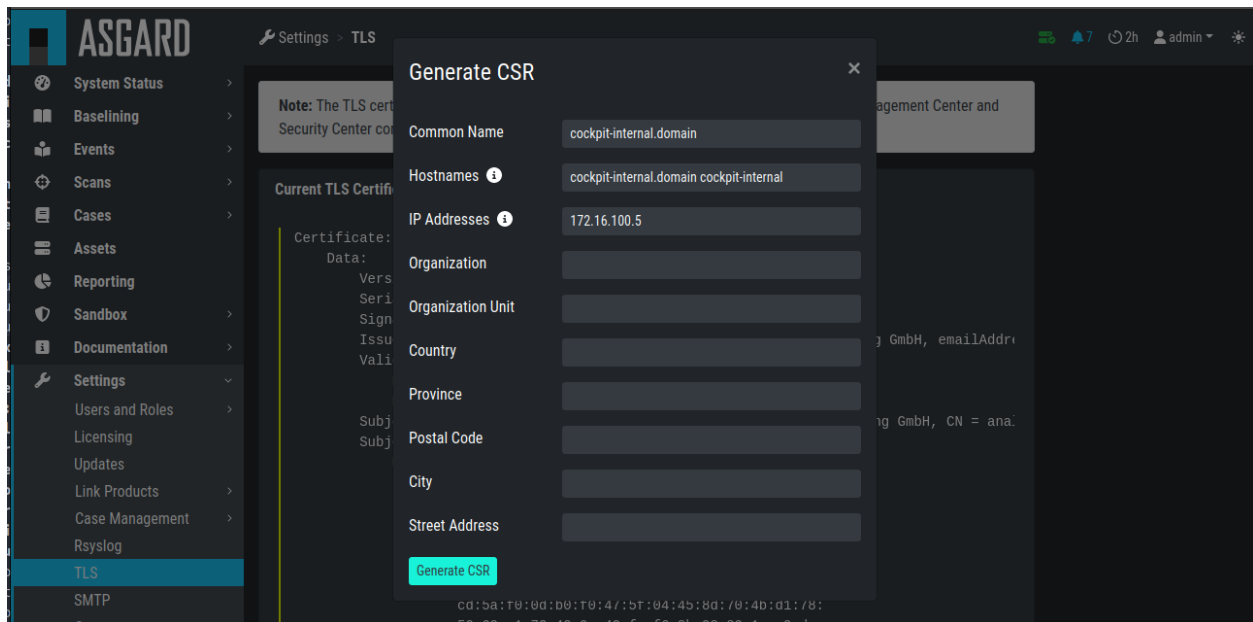 ASGARD
Settings > TLS
7 2h admin
System Status
Baselining
Events
Scans
Cases
Assets
Reporting
Sandbox
Documentation
Settings
Users and Roles
Licensing
Updates
Link Products
Case Management
Rsyslog
TLS
SMTP
Note: The TLS cert
agement Center and
Security Center co
Current TLS Certifi
Certificate:
Data:
Vers
Seri
Sign
Issu
g GmbH, emailAddr
Vali
Subj
ng GmbH, CN = ana
Subj
Generate CSR
×
Common Name cockpit-internal.domain
Hostnames cockpit-internal.domain cockpit-internal
IP Addresses 172.16.100.5
Organization
Organization Unit
Country
Province
Postal Code
City
Street Address
Generate CSR
cd:5a:f0:0d:b0:f0:47:5f:04:45:8d:70:4b:d1:78: